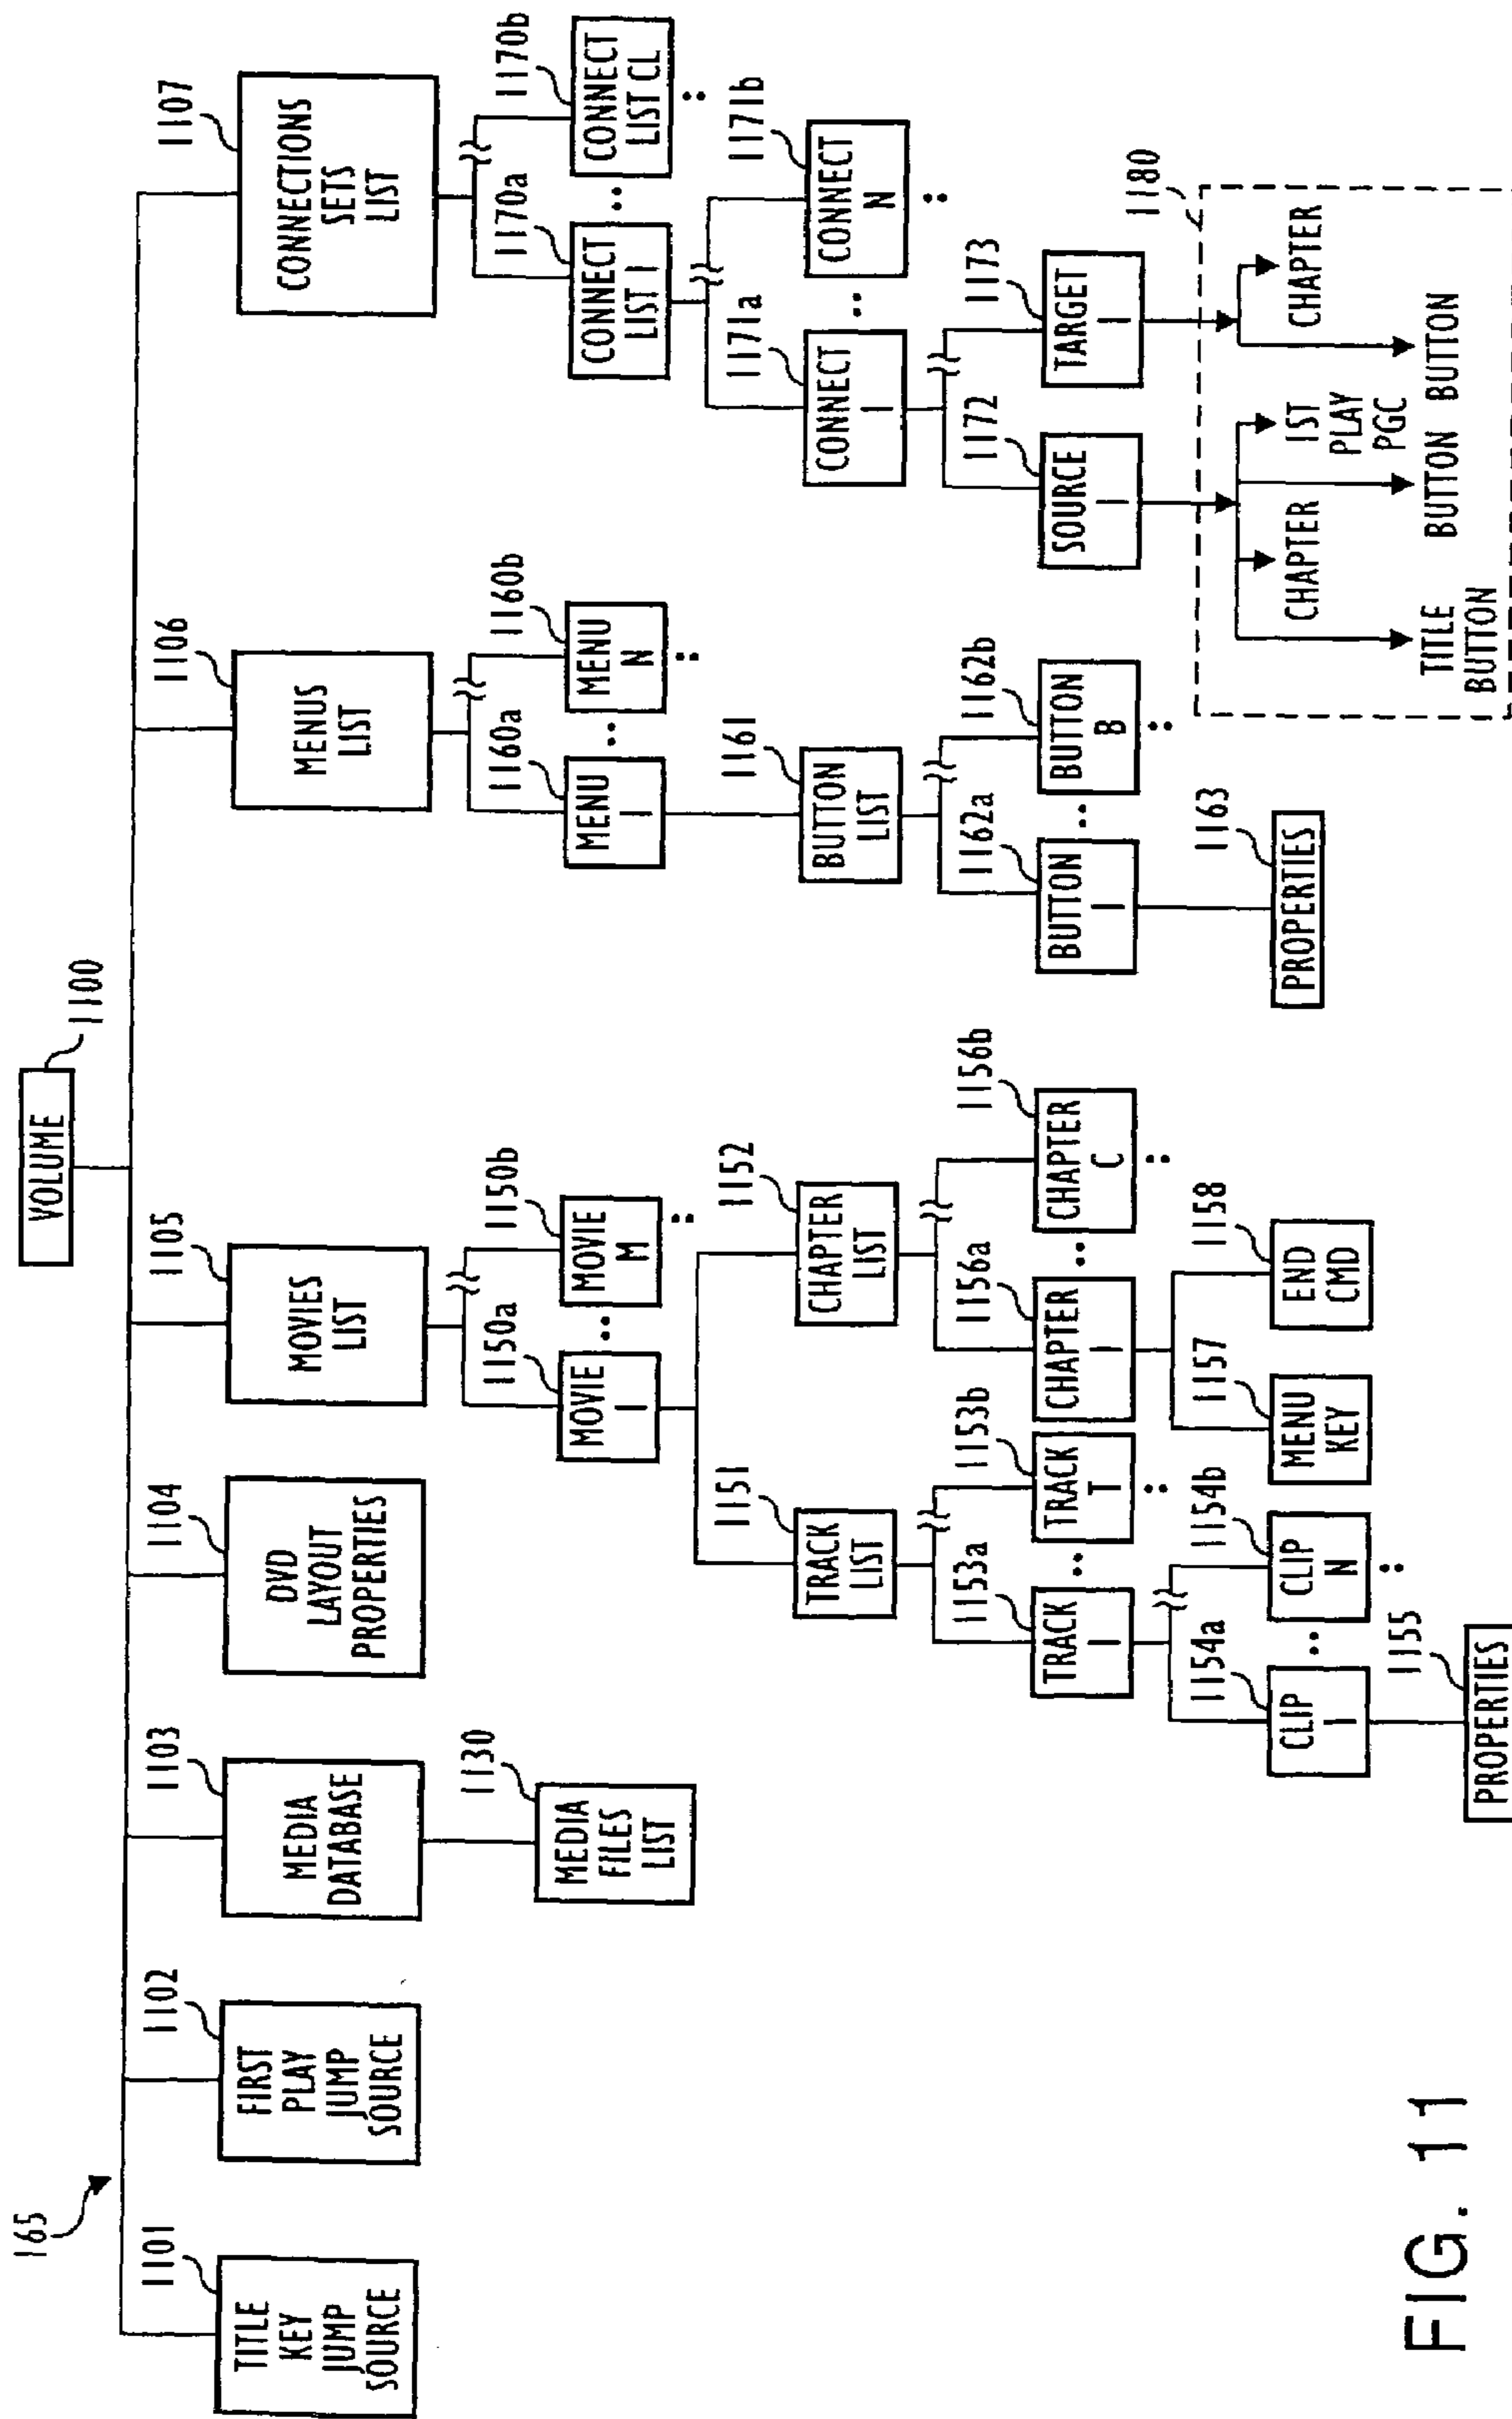 165
VOLUME
1100
1101
TITLE
KEY
JUMP
SOURCE
1102
FIRST
PLAY
JUMP
SOURCE
1103
MEDIA
DATABASE
1104
DVD
LAYOUT
PROPERTIES
1105
MOVIES
LIST
1106
MENUS
LIST
1107
CONNECTIONS
SETS
LIST
1130
MEDIA
FILES
LIST
1150a
MOVIE
1
1150b
MOVIE
M
1160a
MENU
1
1160b
MENU
N
1170a
CONNECT
LIST 1
1170b
CONNECT
LIST CL
1151
TRACK
LIST
1152
CHAPTER
LIST
1161
BUTTON
LIST
1171a
CONNECT
1
1171b
CONNECT
N
1153a
TRACK
1
1153b
TRACK
T
1156a
CHAPTER
1
1156b
CHAPTER
C
1162a
BUTTON
1
1162b
BUTTON
B
1172
SOURCE
1
1173
TARGET
1
1154a
CLIP
1
1154b
CLIP
N
1157
MENU
KEY
1158
END
CMD
1163
PROPERTIES
1180
CHAPTER
1ST
PLAY
PGC
CHAPTER
TITLE
BUTTON
BUTTON
BUTTON
1155
PROPERTIES
FIG. 11